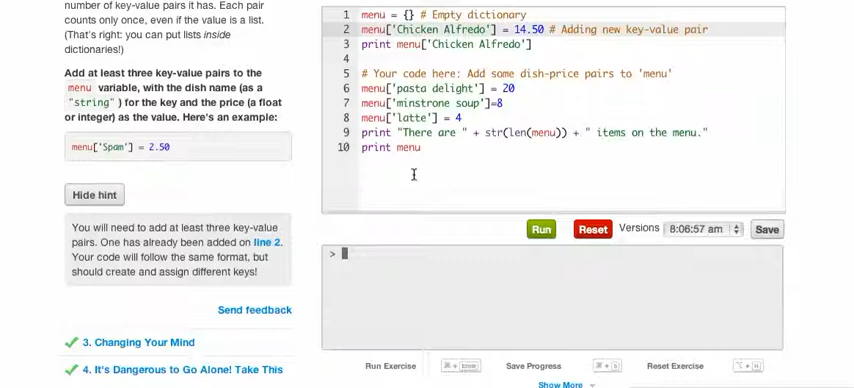 number of key-value pairs it has. Each pair
counts only once, even if the value is a list.
(That's right: you can put lists inside
dictionaries!)
Add at least three key-value pairs to the
menu variable, with the dish name (as a
"string" ) for the key and the price (a float
or integer) as the value. Here's an example:
menu['Spam'] = 2.50
Hide hint
You will need to add at least three key-value
pairs. One has already been added on line 2.
Your code will follow the same format, but
should create and assign different keys!
Send feedback
3. Changing Your Mind
4. It's Dangerous to Go Alone! Take This
1 menu = {} # Empty dictionary
2 menu['Chicken Alfredo'] = 14.50 # Adding new key-value pair
3 print menu['Chicken Alfredo']
4
5 # Your code here: Add some dish-price pairs to 'menu'
6 menu['pasta delight'] = 20
7 menu['minstrone soup']=8
8 menu['latte'] = 4
9 print "There are " + str(len(menu)) + " items on the menu."
10 print menu
Run Reset Versions 8:06:57 am Save
>
Run Exercise ⌘ + Enter Save Progress ⌘ + S Reset Exercise
Show More